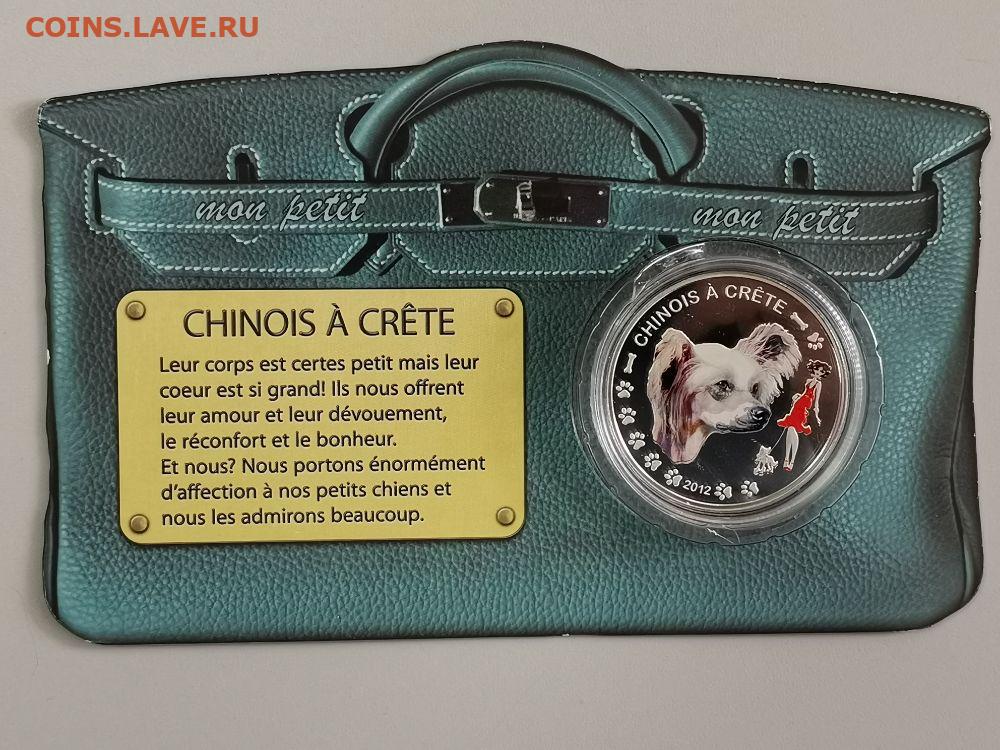 COINS.LAVE.RU
mon petit
mon petit
CHINOIS À CRÊTE
Leur corps est certes petit mais leur
coeur est si grand! Ils nous offrent
leur amour et leur dévouement,
le réconfort et le bonheur.
Et nous? Nous portons énormément
d'affection à nos petits chiens et
nous les admirons beaucoup.
CHINOIS À CRÊTE
2012